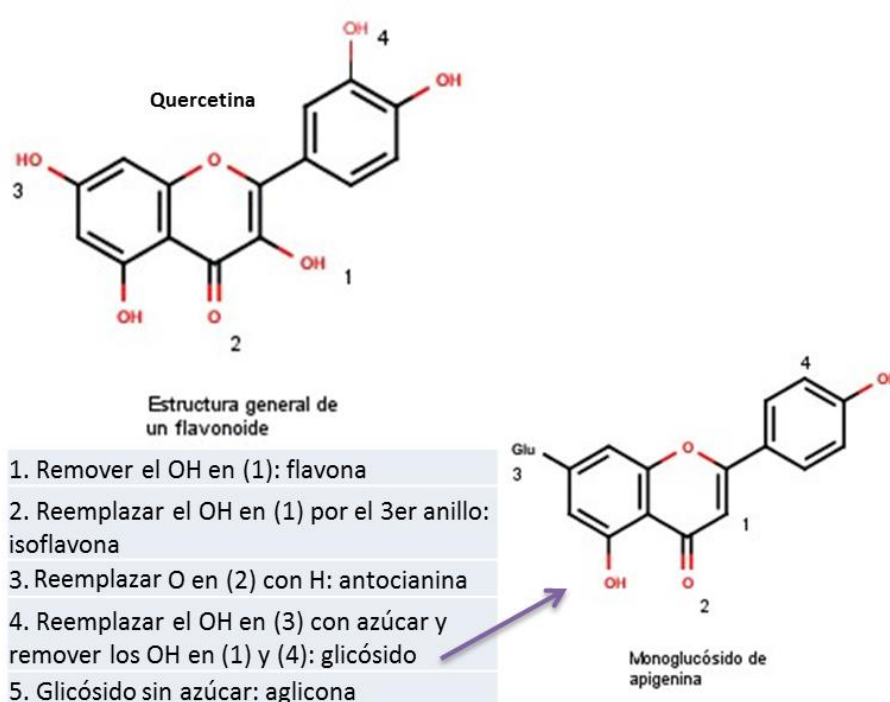 OH 4
Quercetina
OH
HO
O
3
OH
1
OH
O
2
Estructura general de
un flavonoide
1. Remover el OH en (1): flavona
2. Reemplazar el OH en (1) por el 3er anillo:
isoflavona
3. Reemplazar O en (2) con H: antocianina
4. Reemplazar el OH en (3) con azúcar y
remover los OH en (1) y (4): glicósido
5. Glicósido sin azúcar: aglicona
4
Glu
O
3
1
OH
O
2
Monoglucósido de
apigenina